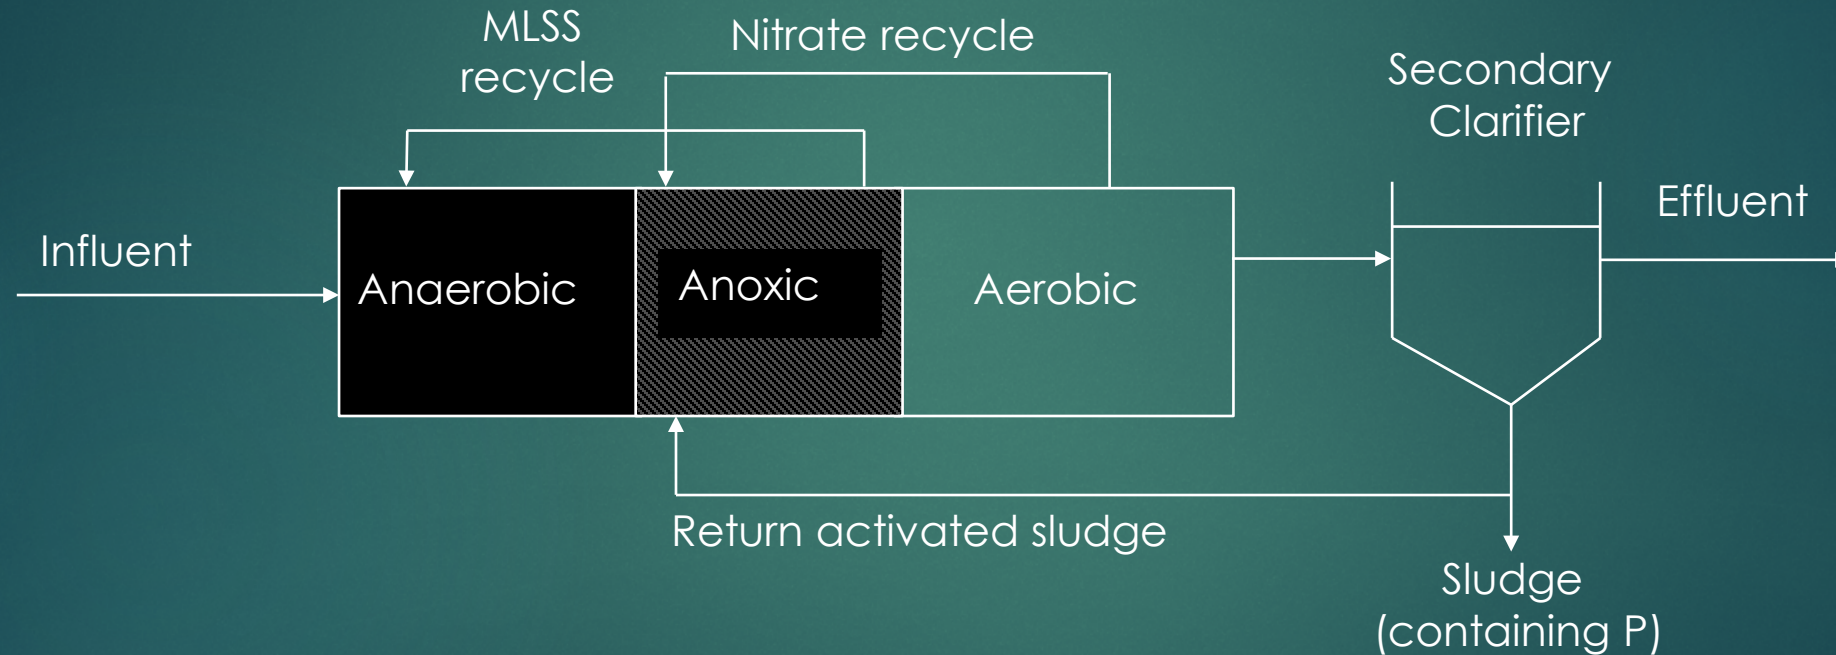 MLSS
recycle
Nitrate recycle
Secondary
Clarifier
Influent
Effluent
Anaerobic
Anoxic
Aerobic
Return activated sludge
Sludge
(containing P)